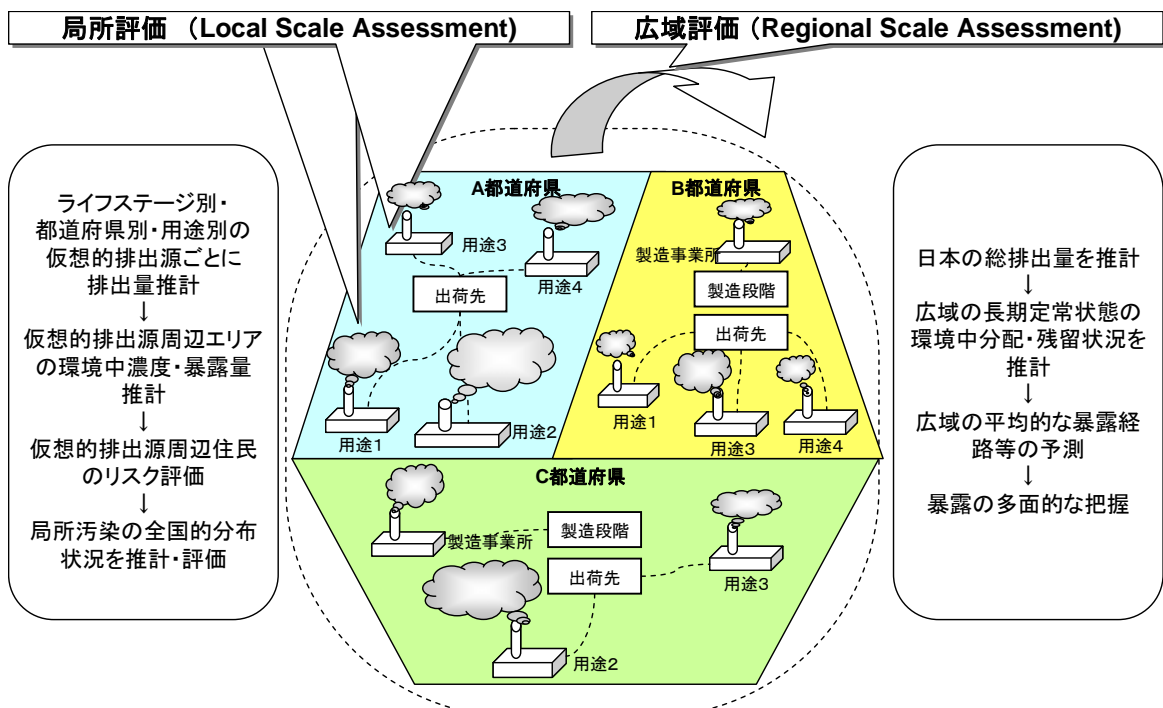 局所評価 (Local Scale Assessment)
広域評価 (Regional Scale Assessment)
ライフステージ別・
都道府県別・用途別の
仮想的排出源ごとに
排出量推計
↓
仮想的排出源周辺エリア
の環境中濃度・暴露量
推計
↓
仮想的排出源周辺住民
のリスク評価
↓
局所汚染の全国的分布
状況を推計・評価
A都道府県
用途3
用途4
出荷先
用途1
用途2
B都道府県
製造事業所
製造段階
出荷先
用途1
用途3
用途4
C都道府県
製造事業所
製造段階
出荷先
用途3
用途2
日本の総排出量を推計
↓
広域の長期定常状態の
環境中分配・残留状況を
推計
↓
広域の平均的な暴露経
路等の予測
↓
暴露の多面的な把握